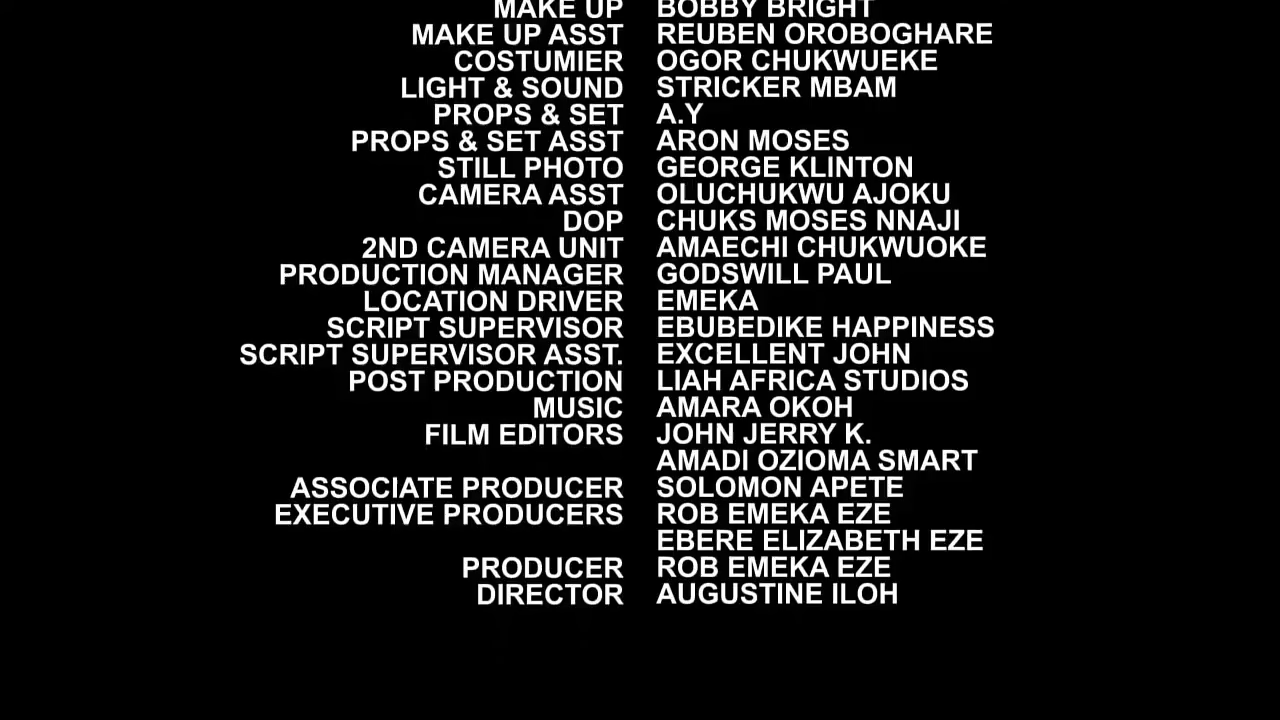 MAKE UP BOBBY BRIGHT
MAKE UP ASST REUBEN OROBOGHARE
COSTUMIER OGOR CHUKWUEKE
LIGHT & SOUND STRICKER MBAM
PROPS & SET A.Y
PROPS & SET ASST ARON MOSES
STILL PHOTO GEORGE KLINTON
CAMERA ASST OLUCHUKWU AJOKU
DOP CHUKS MOSES NNAJI
2ND CAMERA UNIT AMAECHI CHUKWUOKE
PRODUCTION MANAGER GODSWILL PAUL
LOCATION DRIVER EMEKA
SCRIPT SUPERVISOR EBUBEDIKE HAPPINESS
SCRIPT SUPERVISOR ASST. EXCELLENT JOHN
POST PRODUCTION LIAH AFRICA STUDIOS
MUSIC AMARA OKOH
FILM EDITORS JOHN JERRY K.
AMADI OZIOMA SMART
ASSOCIATE PRODUCER SOLOMON APETE
EXECUTIVE PRODUCERS ROB EMEKA EZE
EBERE ELIZABETH EZE
PRODUCER ROB EMEKA EZE
DIRECTOR AUGUSTINE ILOH